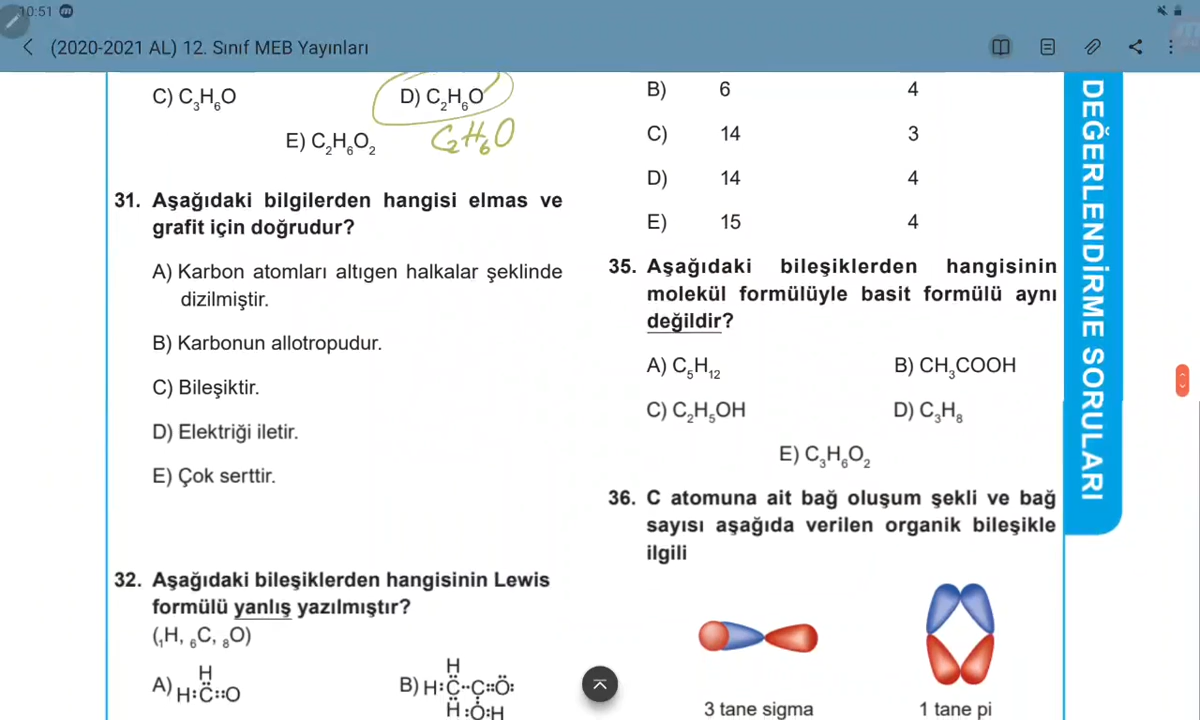 10:51 m
(2020-2021 AL) 12. Sınıf MEB Yayınları
C) C₃H₆O
D) C₂H₆O
E) C₂H₆O₂
C₂H₆O
31. Aşağıdaki bilgilerden hangisi elmas ve
grafit için doğrudur?
A) Karbon atomları altıgen halkalar şeklinde
dizilmiştir.
B) Karbonun allotropudur.
C) Bileşiktir.
D) Elektriği iletir.
E) Çok serttir.
32. Aşağıdaki bileşiklerden hangisinin Lewis
formülü yanlış yazılmıştır?
(₁H, ₆C, ₈O)
H
A) H:C̈::O
H
B) H:C̈··C::Ö:
H :Ö:H
B) 6 4
C) 14 3
D) 14 4
E) 15 4
35. Aşağıdaki bileşiklerden hangisinin
molekül formülüyle basit formülü aynı
değildir?
A) C₅H₁₂ B) CH₃COOH
C) C₂H₅OH D) C₃H₈
E) C₃H₆O₂
36. C atomuna ait bağ oluşum şekli ve bağ
sayısı aşağıda verilen organik bileşikle
ilgili
3 tane sigma 1 tane pi
DEĞERLENDİRME SORULARI